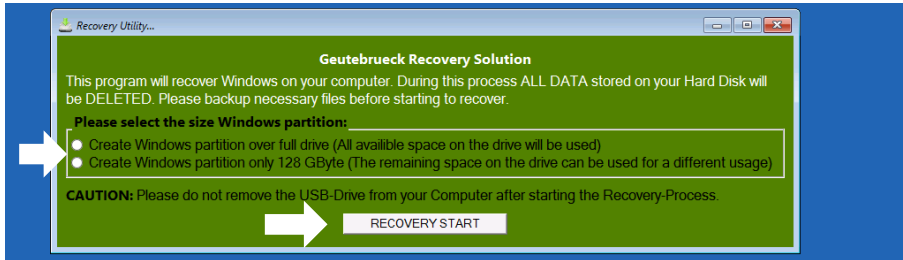 Recovery Utility...
Geutebrueck Recovery Solution
This program will recover Windows on your computer. During this process ALL DATA stored on your Hard Disk will
be DELETED. Please backup necessary files before starting to recover.
Please select the size Windows partition:
Create Windows partition over full drive (All availible space on the drive will be used)
Create Windows partition only 128 GByte (The remaining space on the drive can be used for a different usage)
CAUTION: Please do not remove the USB-Drive from your Computer after starting the Recovery-Process.
RECOVERY START